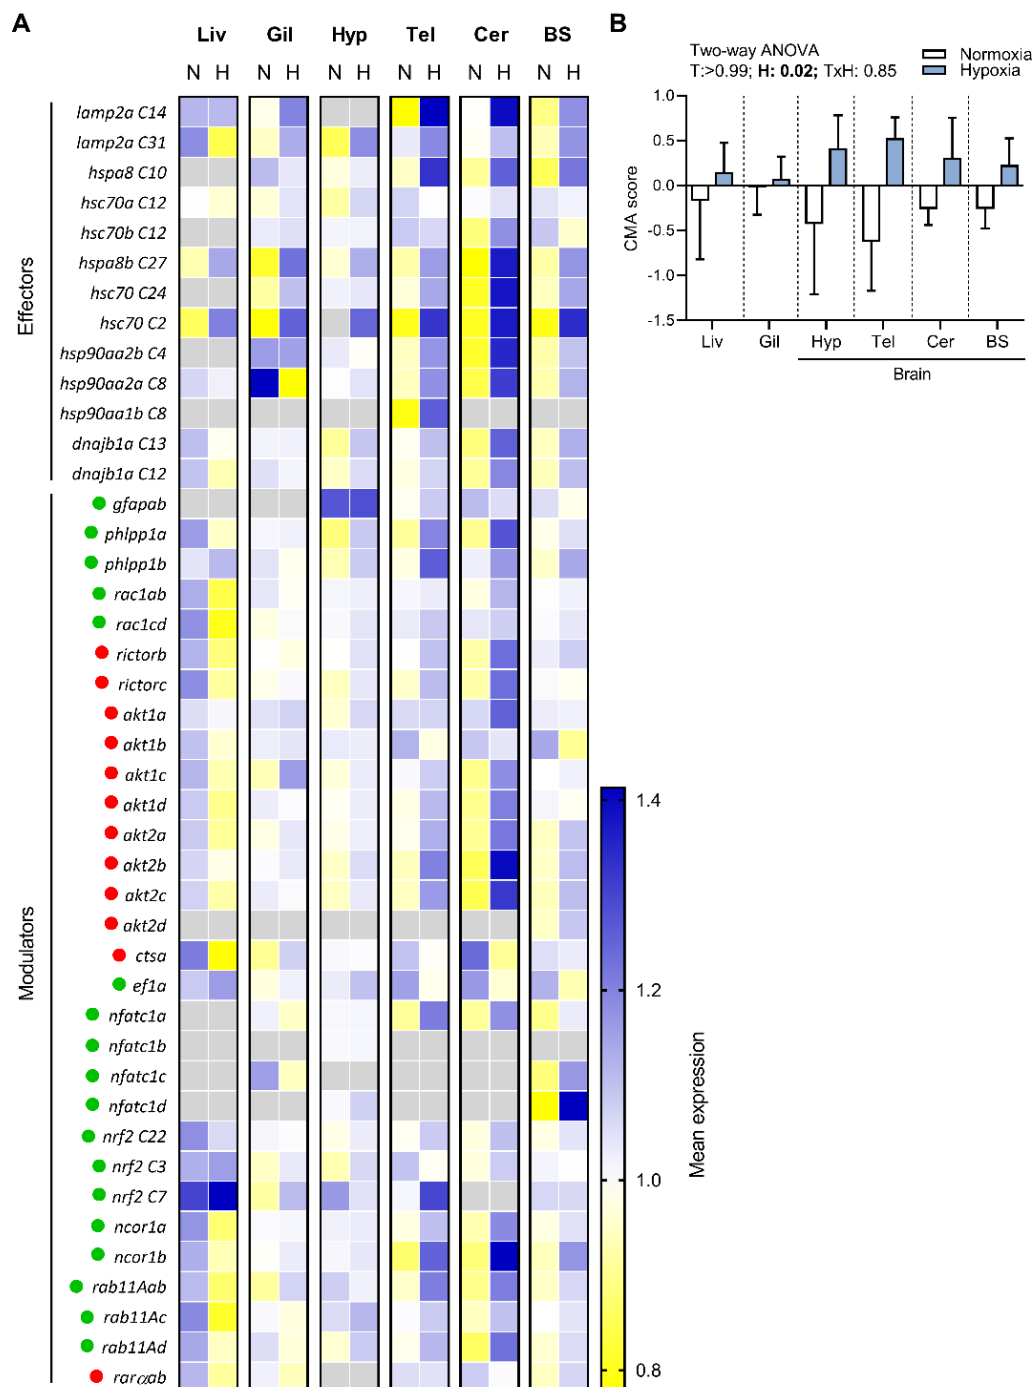 A
Liv Gil Hyp Tel Cer BS
N H N H N H N H N H N H
Effectors
lamp2a C14
lamp2a C31
hspa8 C10
hsc70a C12
hsc70b C12
hspa8b C27
hsc70 C24
hsc70 C2
hsp90aa2b C4
hsp90aa2a C8
hsp90aa1b C8
dnajb1a C13
dnajb1a C12
Modulators
gfapab
phlpp1a
phlpp1b
rac1ab
rac1cd
rictorb
rictorc
akt1a
akt1b
akt1c
akt1d
akt2a
akt2b
akt2c
akt2d
ctsa
ef1a
nfatc1a
nfatc1b
nfatc1c
nfatc1d
nrf2 C22
nrf2 C3
nrf2 C7
ncor1a
ncor1b
rab11Aab
rab11Ac
rab11Ad
rarαab
1.4
1.2
1.0
0.8
Mean expression
B
Two-way ANOVA
T:>0.99; H: 0.02; TxH: 0.85
Normoxia
Hypoxia
CMA score
1.0
0.5
0.0
-0.5
-1.0
-1.5
Liv Gil Hyp Tel Cer BS
Brain